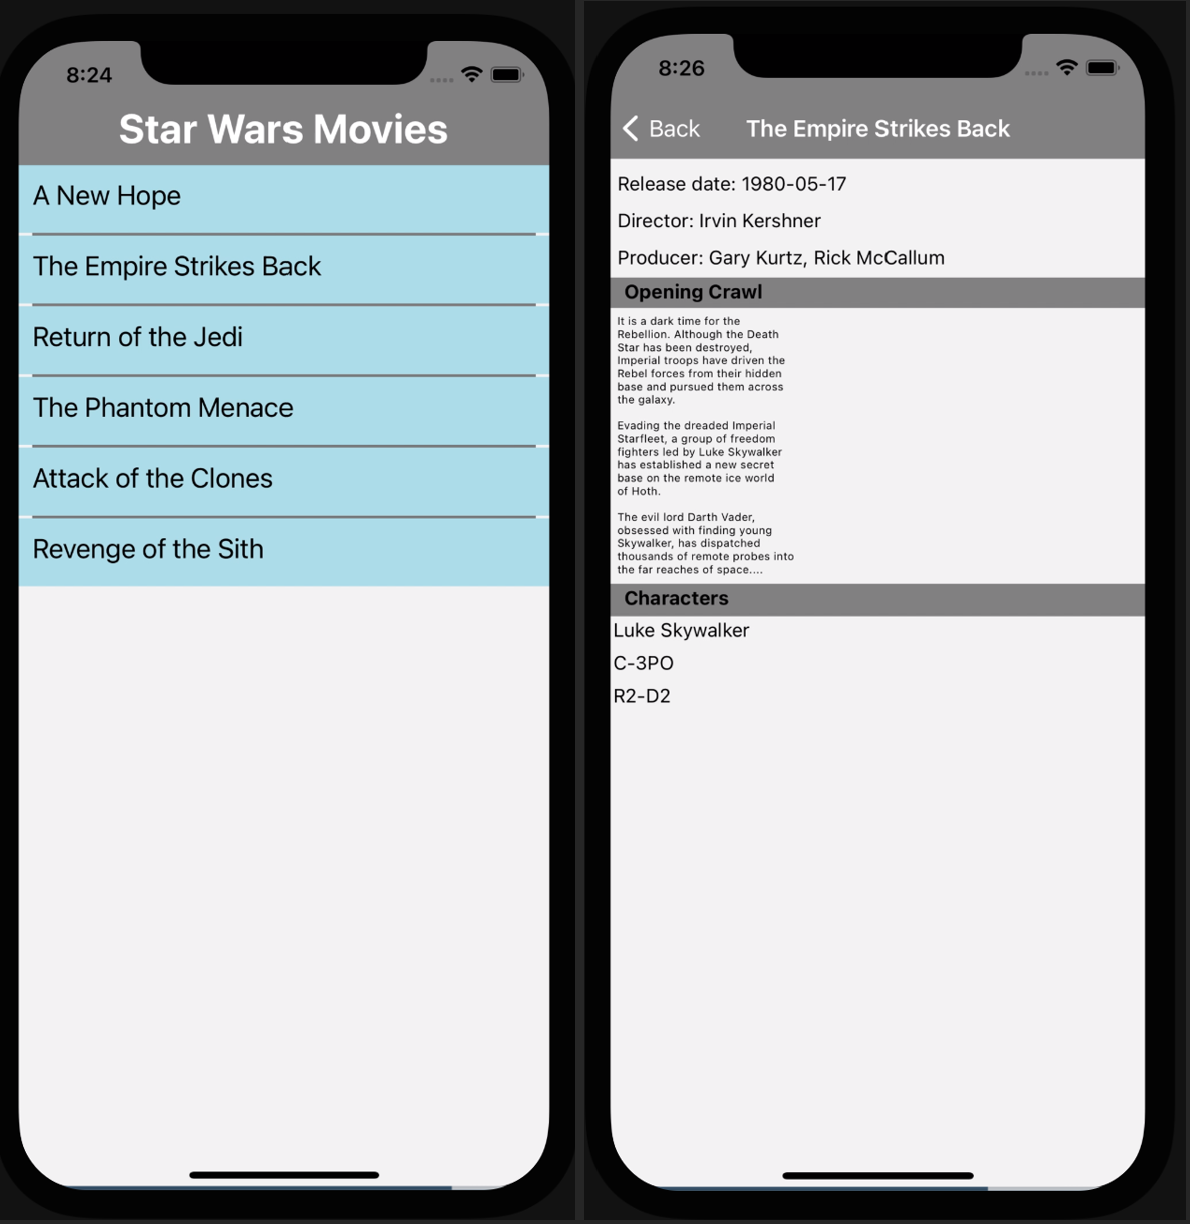 8:24
Star Wars Movies
A New Hope
The Empire Strikes Back
Return of the Jedi
The Phantom Menace
Attack of the Clones
Revenge of the Sith
8:26
Back
The Empire Strikes Back
Release date: 1980-05-17
Director: Irvin Kershner
Producer: Gary Kurtz, Rick McCallum
Opening Crawl
It is a dark time for the
Rebellion. Although the Death
Star has been destroyed,
Imperial troops have driven the
Rebel forces from their hidden
base and pursued them across
the galaxy.
Evading the dreaded Imperial
Starfleet, a group of freedom
fighters led by Luke Skywalker
has established a new secret
base on the remote ice world
of Hoth.
The evil lord Darth Vader,
obsessed with finding young
Skywalker, has dispatched
thousands of remote probes into
the far reaches of space....
Characters
Luke Skywalker
C-3PO
R2-D2